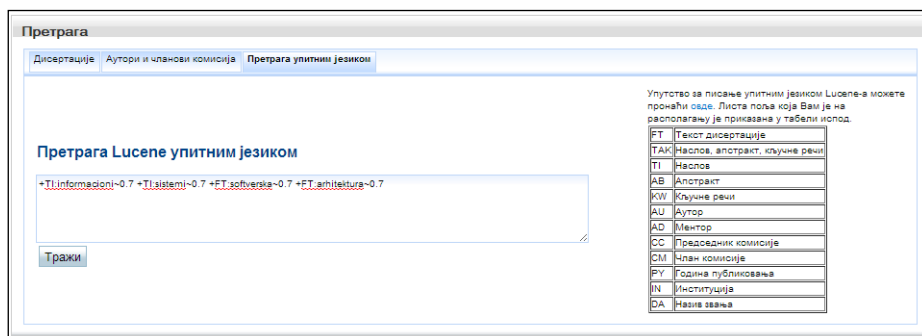 Претрага
Дисертације Аутори и чланови комисија Претрага упитним језиком
Упутство за писање упитним језиком Lucene-а можете
пронаћи овде. Листа поља која Вам је на
располагању је приказана у табели испод.
Претрага Lucene упитним језиком
+TI:informacioni~0.7 +TI:sistemi~0.7 +FT:softverska~0.7 +FT:arhitektura~0.7
Тражи
FT Текст дисертације
TAK Наслов, апстракт, кључне речи
TI Наслов
AB Апстракт
KW Кључне речи
AU Аутор
AD Ментор
CC Председник комисије
CM Члан комисије
PY Година публиковања
IN Институција
DA Назив звања